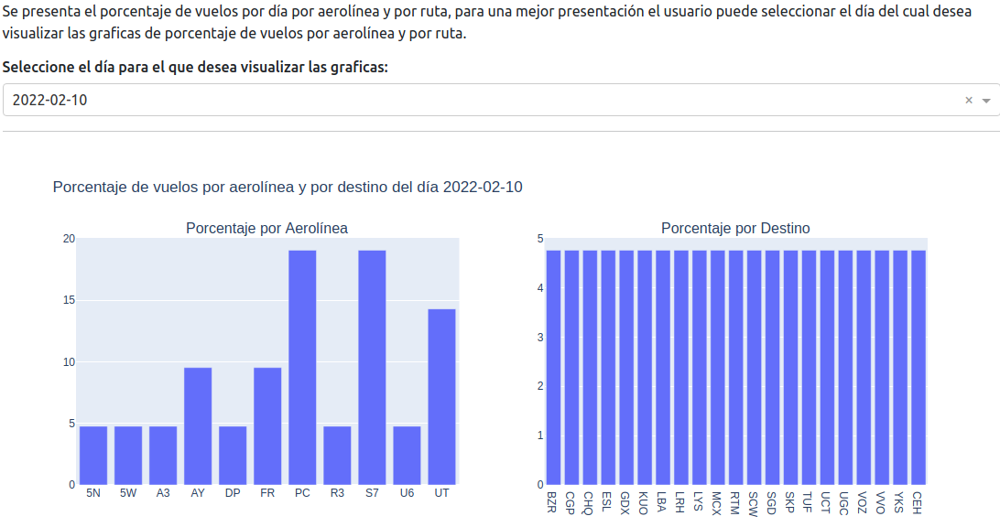 Se presenta el porcentaje de vuelos por día por aerolínea y por ruta, para una mejor presentación el usuario puede seleccionar el día del cual desea
visualizar las graficas de porcentaje de vuelos por aerolínea y por ruta.
Seleccione el día para el que desea visualizar las graficas:
2022-02-10 ×
Porcentaje de vuelos por aerolínea y por destino del día 2022-02-10
Porcentaje por Aerolínea
20
15
10
5
0
5N 5W A3 AY DP FR PC R3 S7 U6 UT
Porcentaje por Destino
5
4
3
2
1
0
BZR
CGP
CHQ
ESL
GDX
KUO
LBA
LRH
LYS
MCX
RTM
SCW
SGD
SKP
TUF
UCT
UGC
VOZ
VVO
YKS
CEH